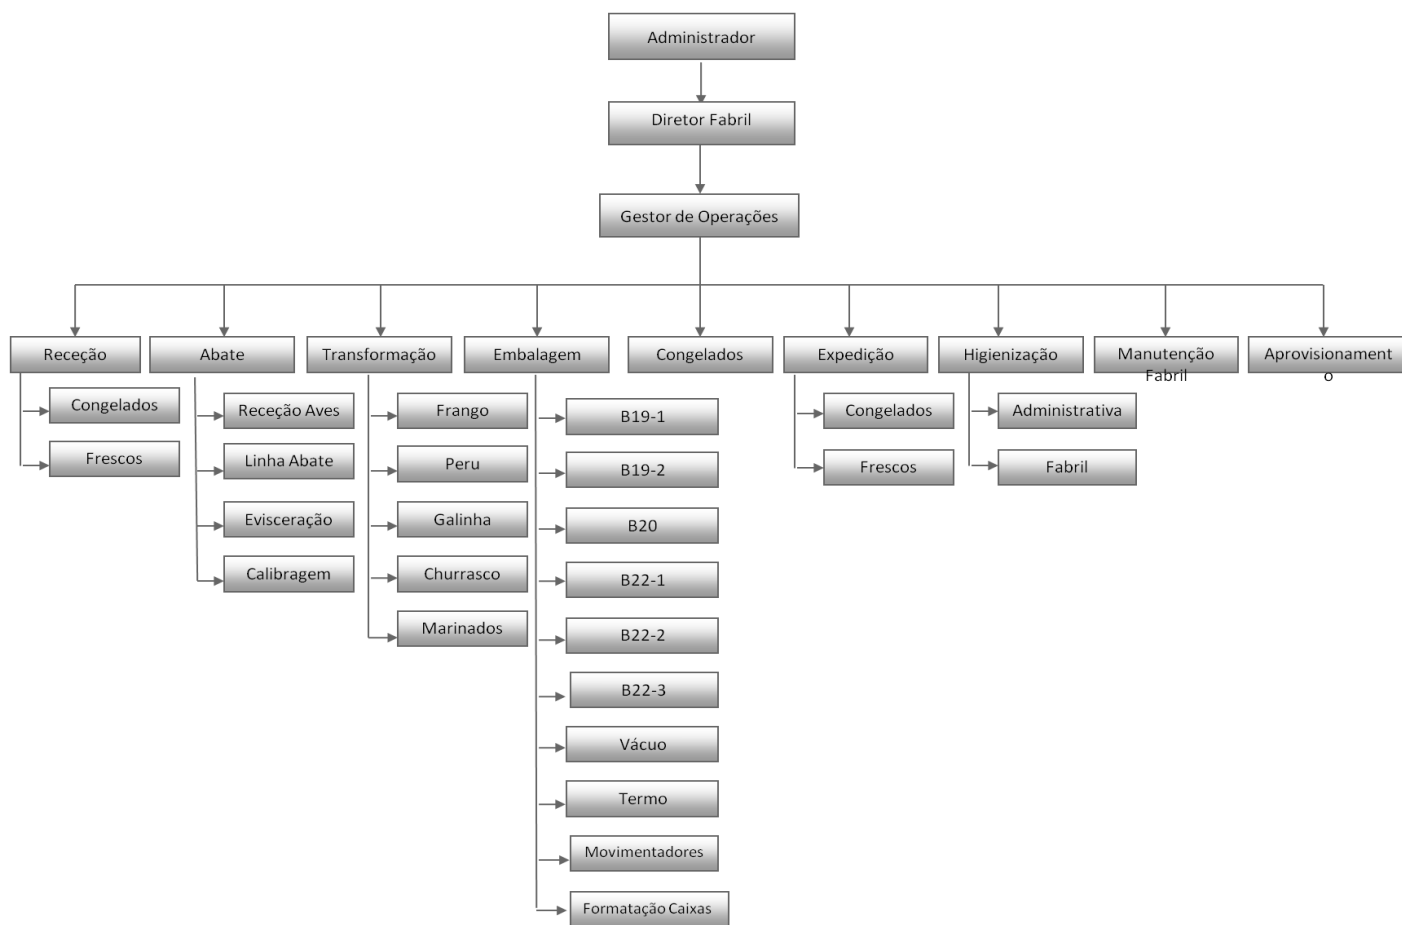 Administrador
Diretor Fabril
Gestor de Operações
Receção
Abate
Transformação
Embalagem
Congelados
Expedição
Higienização
Manutenção
Fabril
Aprovisionament
o
Congelados
Frescos
Receção Aves
Linha Abate
Evisceração
Calibragem
Frango
Peru
Galinha
Churrasco
Marinados
B19-1
B19-2
B20
B22-1
B22-2
B22-3
Vácuo
Termo
Movimentadores
Formatação Caixas
Congelados
Frescos
Administrativa
Fabril